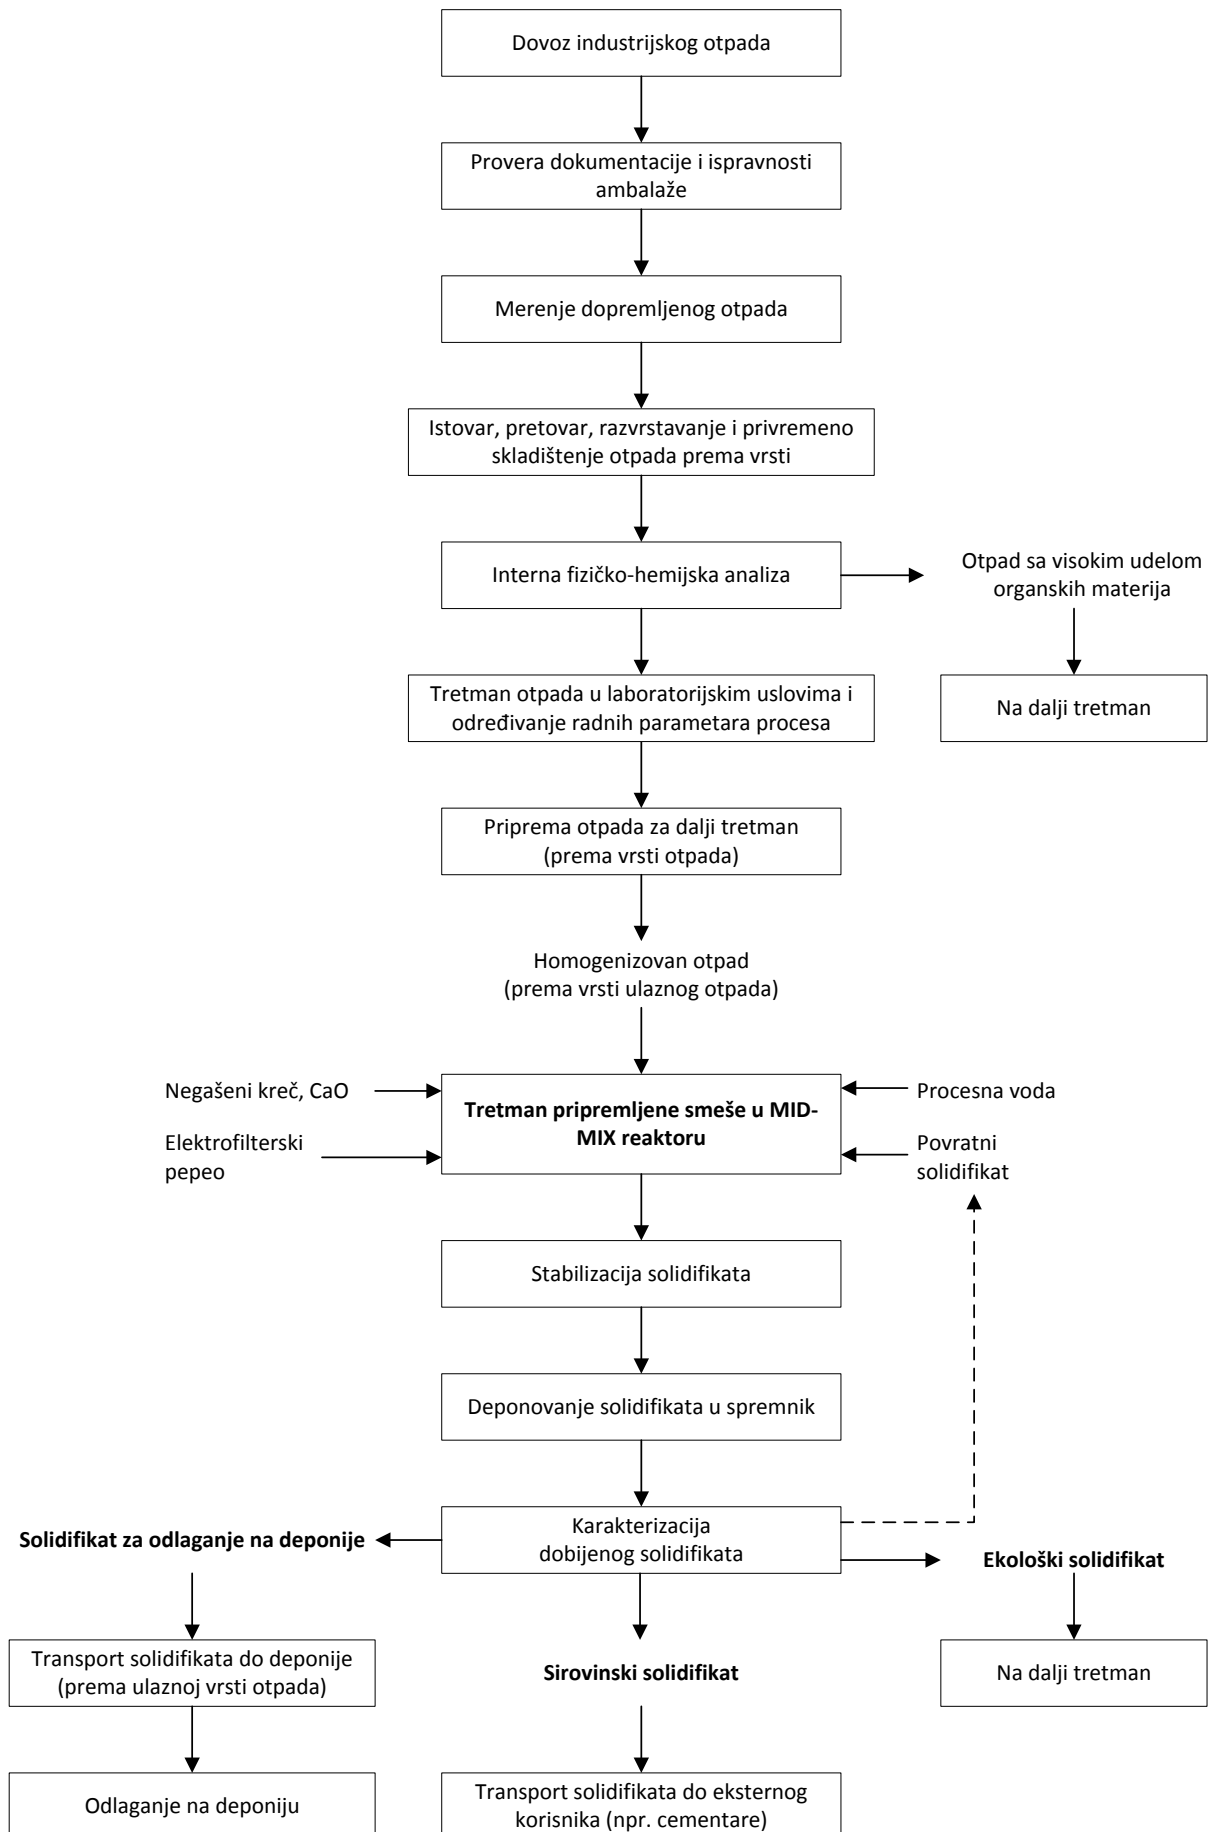 Dovoz industrijskog otpada
Provera dokumentacije i ispravnosti
ambalaže
Merenje dopremljenog otpada
Istovar, pretovar, razvrstavanje i privremeno
skladištenje otpada prema vrsti
Interna fizičko-hemijska analiza
Otpad sa visokim udelom
organskih materija
Tretman otpada u laboratorijskim uslovima i
određivanje radnih parametara procesa
Na dalji tretman
Priprema otpada za dalji tretman
(prema vrsti otpada)
Homogenizovan otpad
(prema vrsti ulaznog otpada)
Negašeni kreč, CaO
Elektrofilterski
pepeo
Tretman pripremljene smeše u MID-
MIX reaktoru
Procesna voda
Povratni
solidifikat
Stabilizacija solidifikata
Deponovanje solidifikata u spremnik
Karakterizacija
dobijenog solidifikata
Solidifikat za odlaganje na deponije
Ekološki solidifikat
Transport solidifikata do deponije
(prema ulaznoj vrsti otpada)
Sirovinski solidifikat
Na dalji tretman
Odlaganje na deponiju
Transport solidifikata do eksternog
korisnika (npr. cementare)